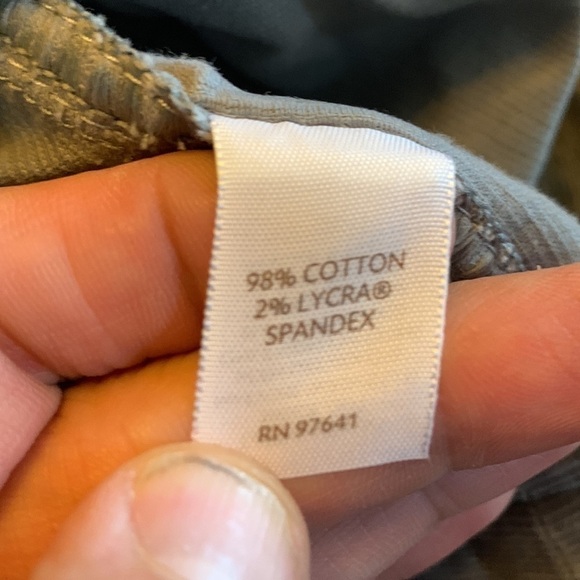 98% COTTON
2% LYCRA®
SPANDEX
RN 97641